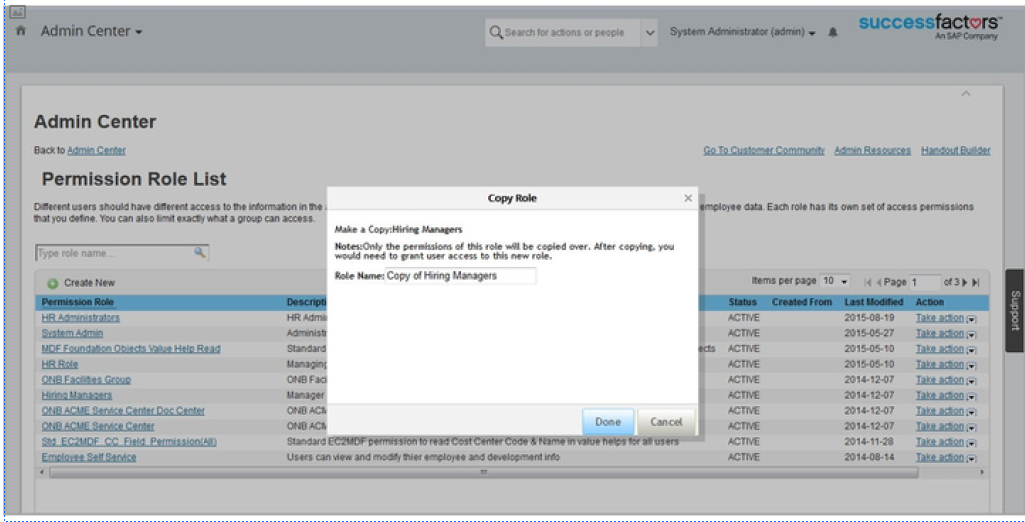 Admin Center
Search for actions or people
System Administrator (admin)
successfactors™
An SAP Company
Admin Center
Back to Admin Center
Go To Customer Community Admin Resources Handout Builder
Permission Role List
Different users should have different access to the information in the employee data. Each role has its own set of access permissions
that you define. You can also limit exactly what a group can access.
Copy Role
Make a Copy:Hiring Managers
Notes:Only the permissions of this role will be copied over. After copying, you
would need to grant user access to this new role.
Role Name: Copy of Hiring Managers
Done Cancel
Type role name...
Create New
Items per page 10 Page 1 of 3
Permission Role Descripti Status Created From Last Modified Action
HR Administrators HR Admi ACTIVE 2015-08-19 Take action
System Admin Administ ACTIVE 2015-05-27 Take action
MDF Foundation Objects Value Help Read Standard ects ACTIVE 2015-05-10 Take action
HR Role Managing ACTIVE 2015-05-10 Take action
ONB Facilities Group ONB Faci ACTIVE 2014-12-07 Take action
Hiring Managers Manager ACTIVE 2014-12-07 Take action
ONB ACME Service Center Doc Center ONB ACM ACTIVE 2014-12-07 Take action
ONB ACME Service Center ONB ACM ACTIVE 2014-12-07 Take action
Std_EC2MDF_CC_Field_Permission(All) Standard EC2MDF permission to read Cost Center Code & Name in value helps for all users ACTIVE 2014-11-28 Take action
Employee Self Service Users can view and modify thier employee and development info ACTIVE 2014-08-14 Take action
Support